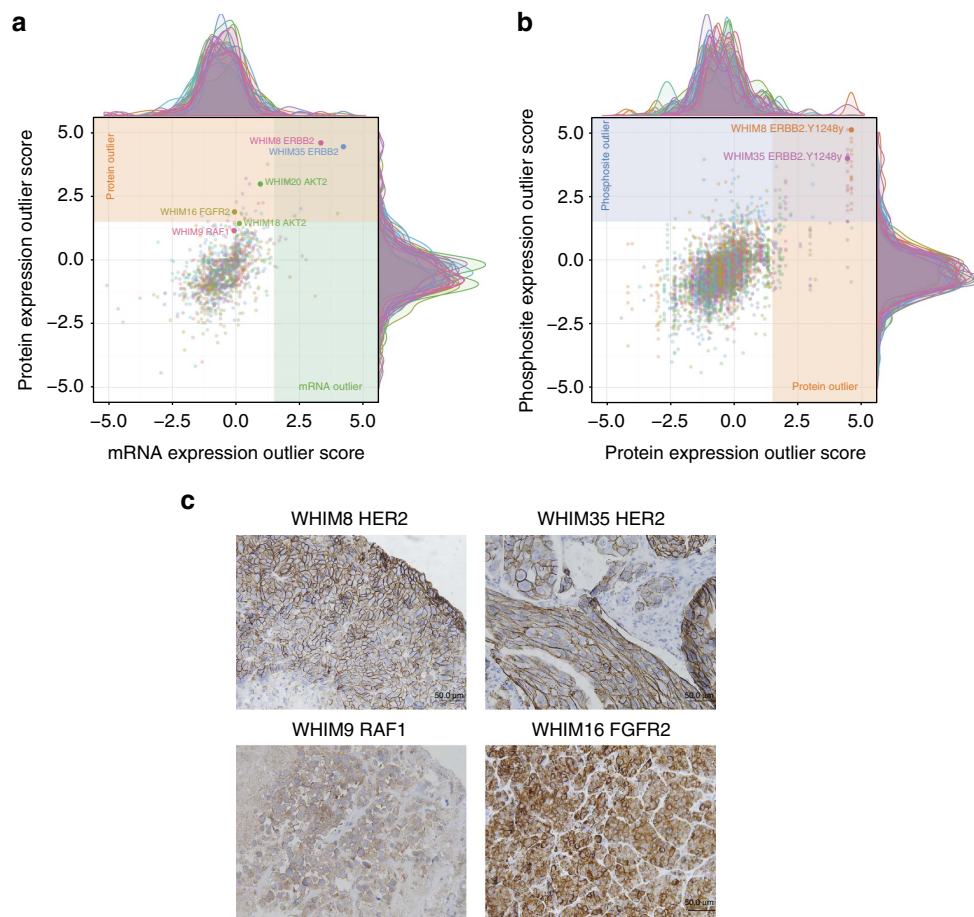 a
Protein expression outlier score
5.0
2.5
0.0
−2.5
−5.0
Protein outlier
WHIM8 ERBB2
WHIM35 ERBB2
WHIM20 AKT2
WHIM16 FGFR2
WHIM18 AKT2
WHIM9 RAF1
mRNA outlier
−5.0 −2.5 0.0 2.5 5.0
mRNA expression outlier score
b
Phosphosite expression outlier score
5.0
2.5
0.0
−2.5
−5.0
Phosphosite outlier
WHIM8 ERBB2.Y1248y
WHIM35 ERBB2.Y1248y
Protein outlier
−5.0 −2.5 0.0 2.5 5.0
Protein expression outlier score
c
WHIM8 HER2
50.0 µm
WHIM35 HER2
50.0 µm
WHIM9 RAF1
WHIM16 FGFR2
50.0 µm